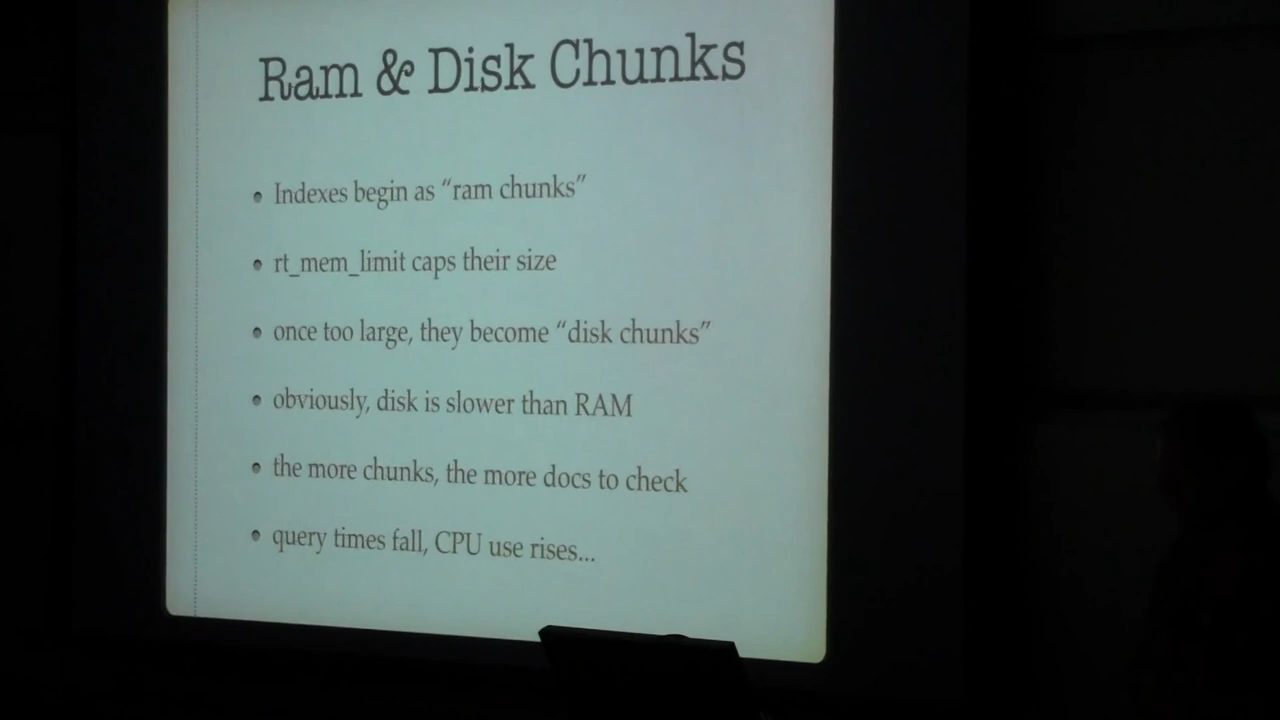 Ram & Disk Chunks
• Indexes begin as “ram chunks”
• rt_mem_limit caps their size
• once too large, they become “disk chunks”
• obviously, disk is slower than RAM
• the more chunks, the more docs to check
• query times fall, CPU use rises...